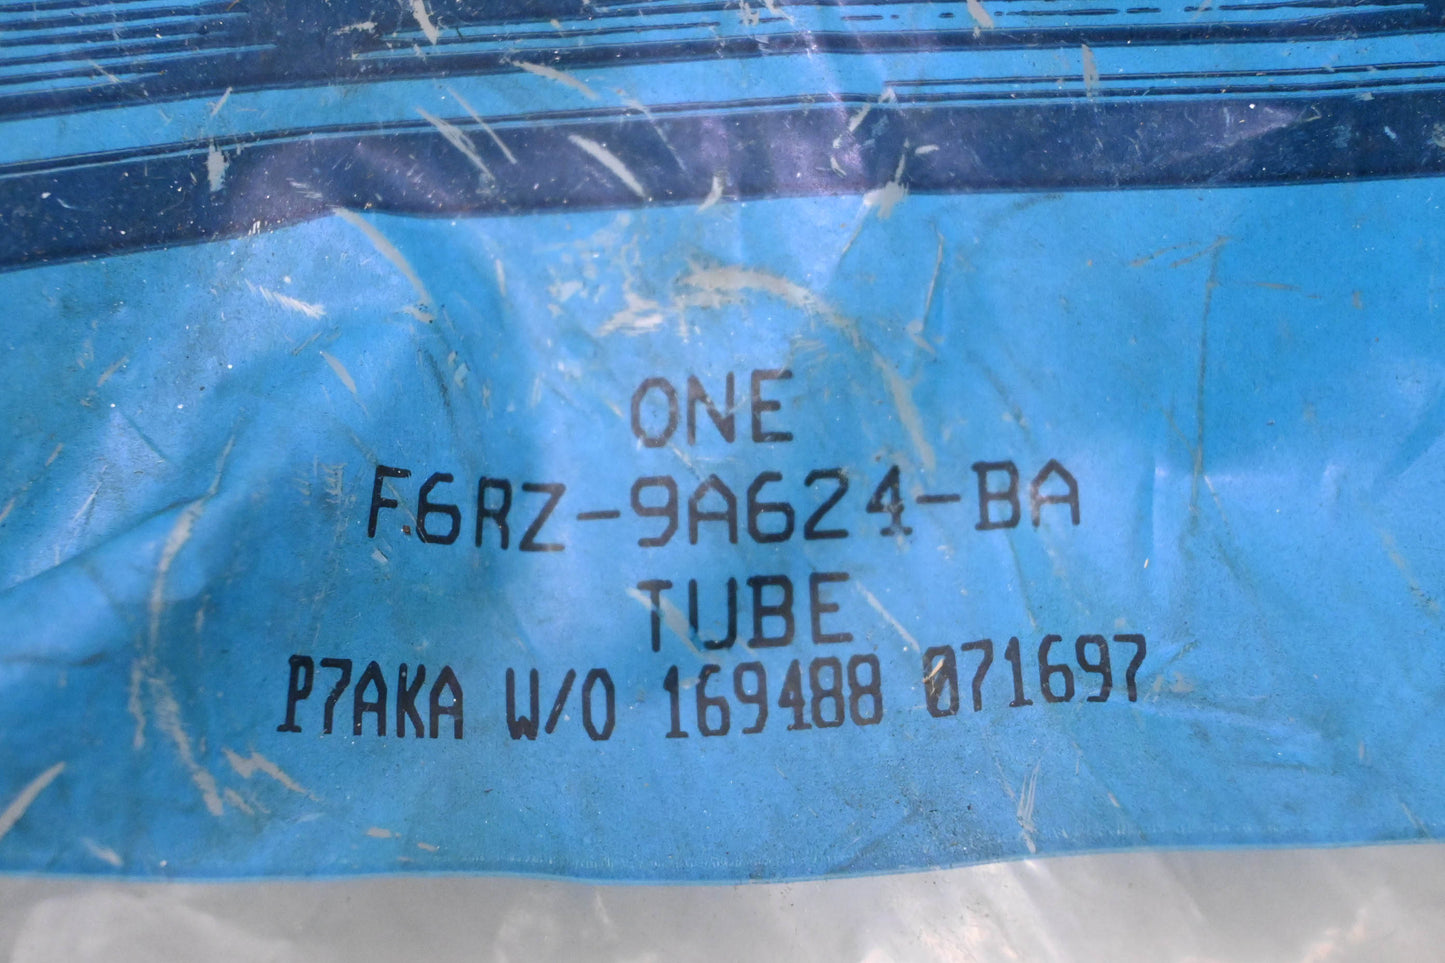 ONE
F6RZ-9A624-BA
TUBE
P7AKA W/O 169488 071697